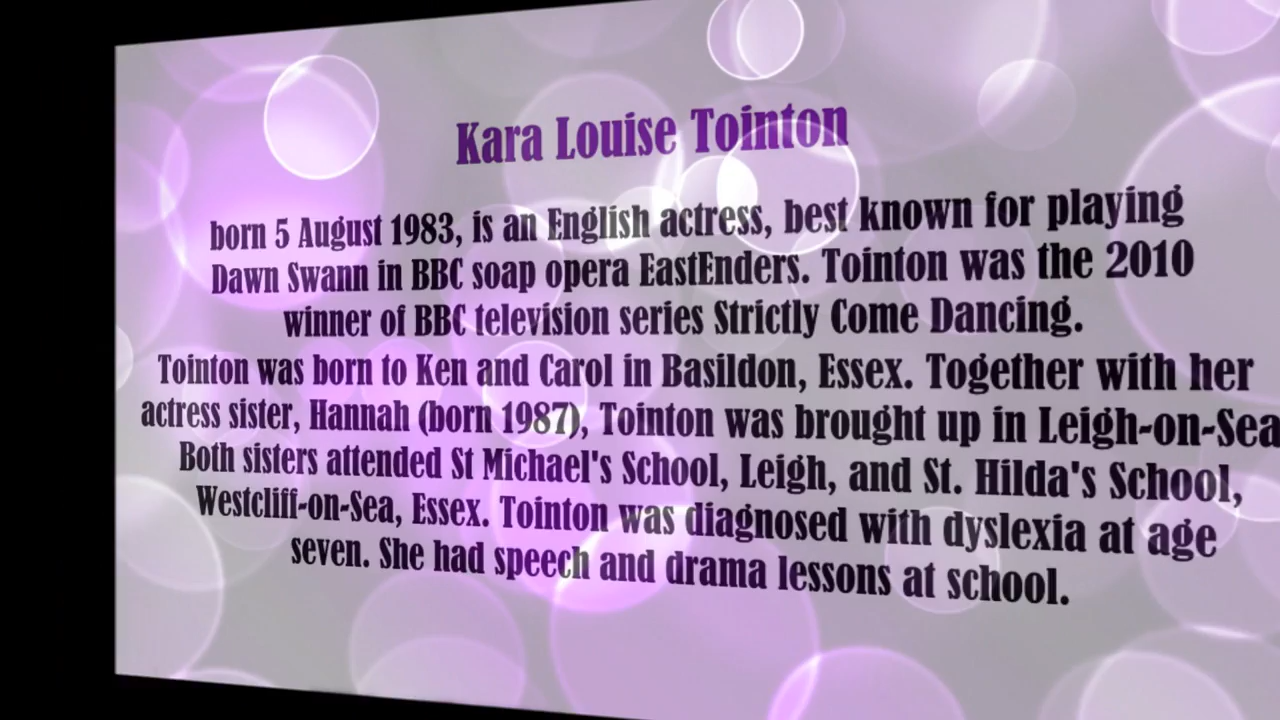 Kara Louise Tointon
born 5 August 1983, is an English actress, best known for playing
Dawn Swann in BBC soap opera EastEnders. Tointon was the 2010
winner of BBC television series Strictly Come Dancing.
Tointon was born to Ken and Carol in Basildon, Essex. Together with her
actress sister, Hannah (born 1987), Tointon was brought up in Leigh-on-Sea
Both sisters attended St Michael's School, Leigh, and St. Hilda's School,
Westcliff-on-Sea, Essex. Tointon was diagnosed with dyslexia at age
seven. She had speech and drama lessons at school.